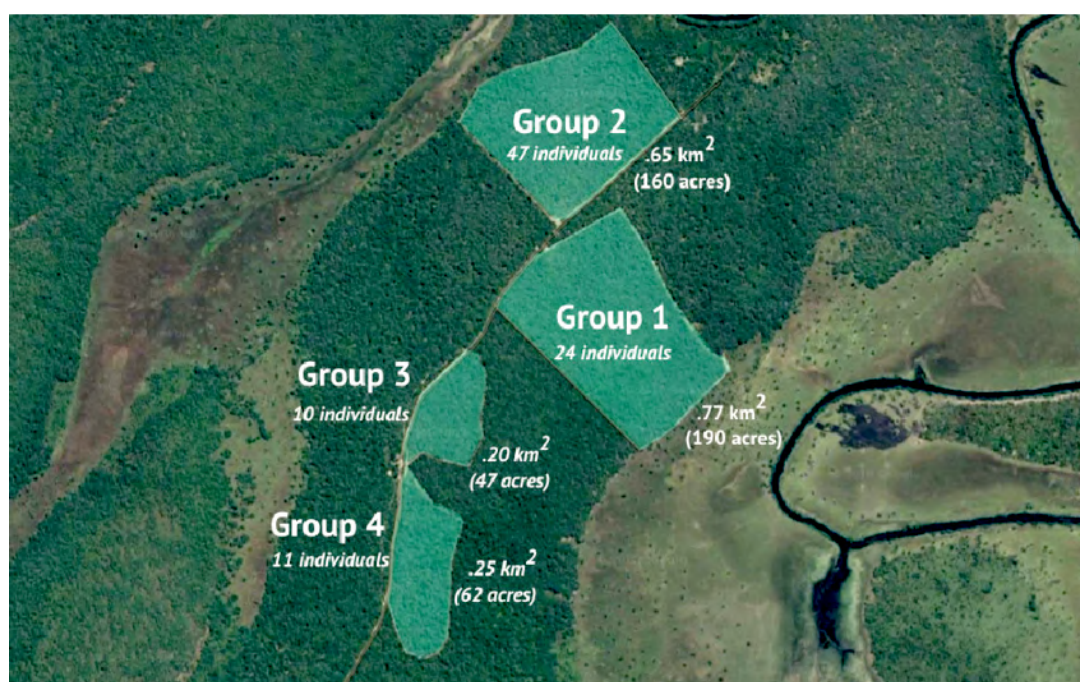 Group 2
47 individuals
.65 km²
(160 acres)
Group 1
24 individuals
.77 km²
(190 acres)
Group 3
10 individuals
.20 km²
(47 acres)
Group 4
11 individuals
.25 km²
(62 acres)